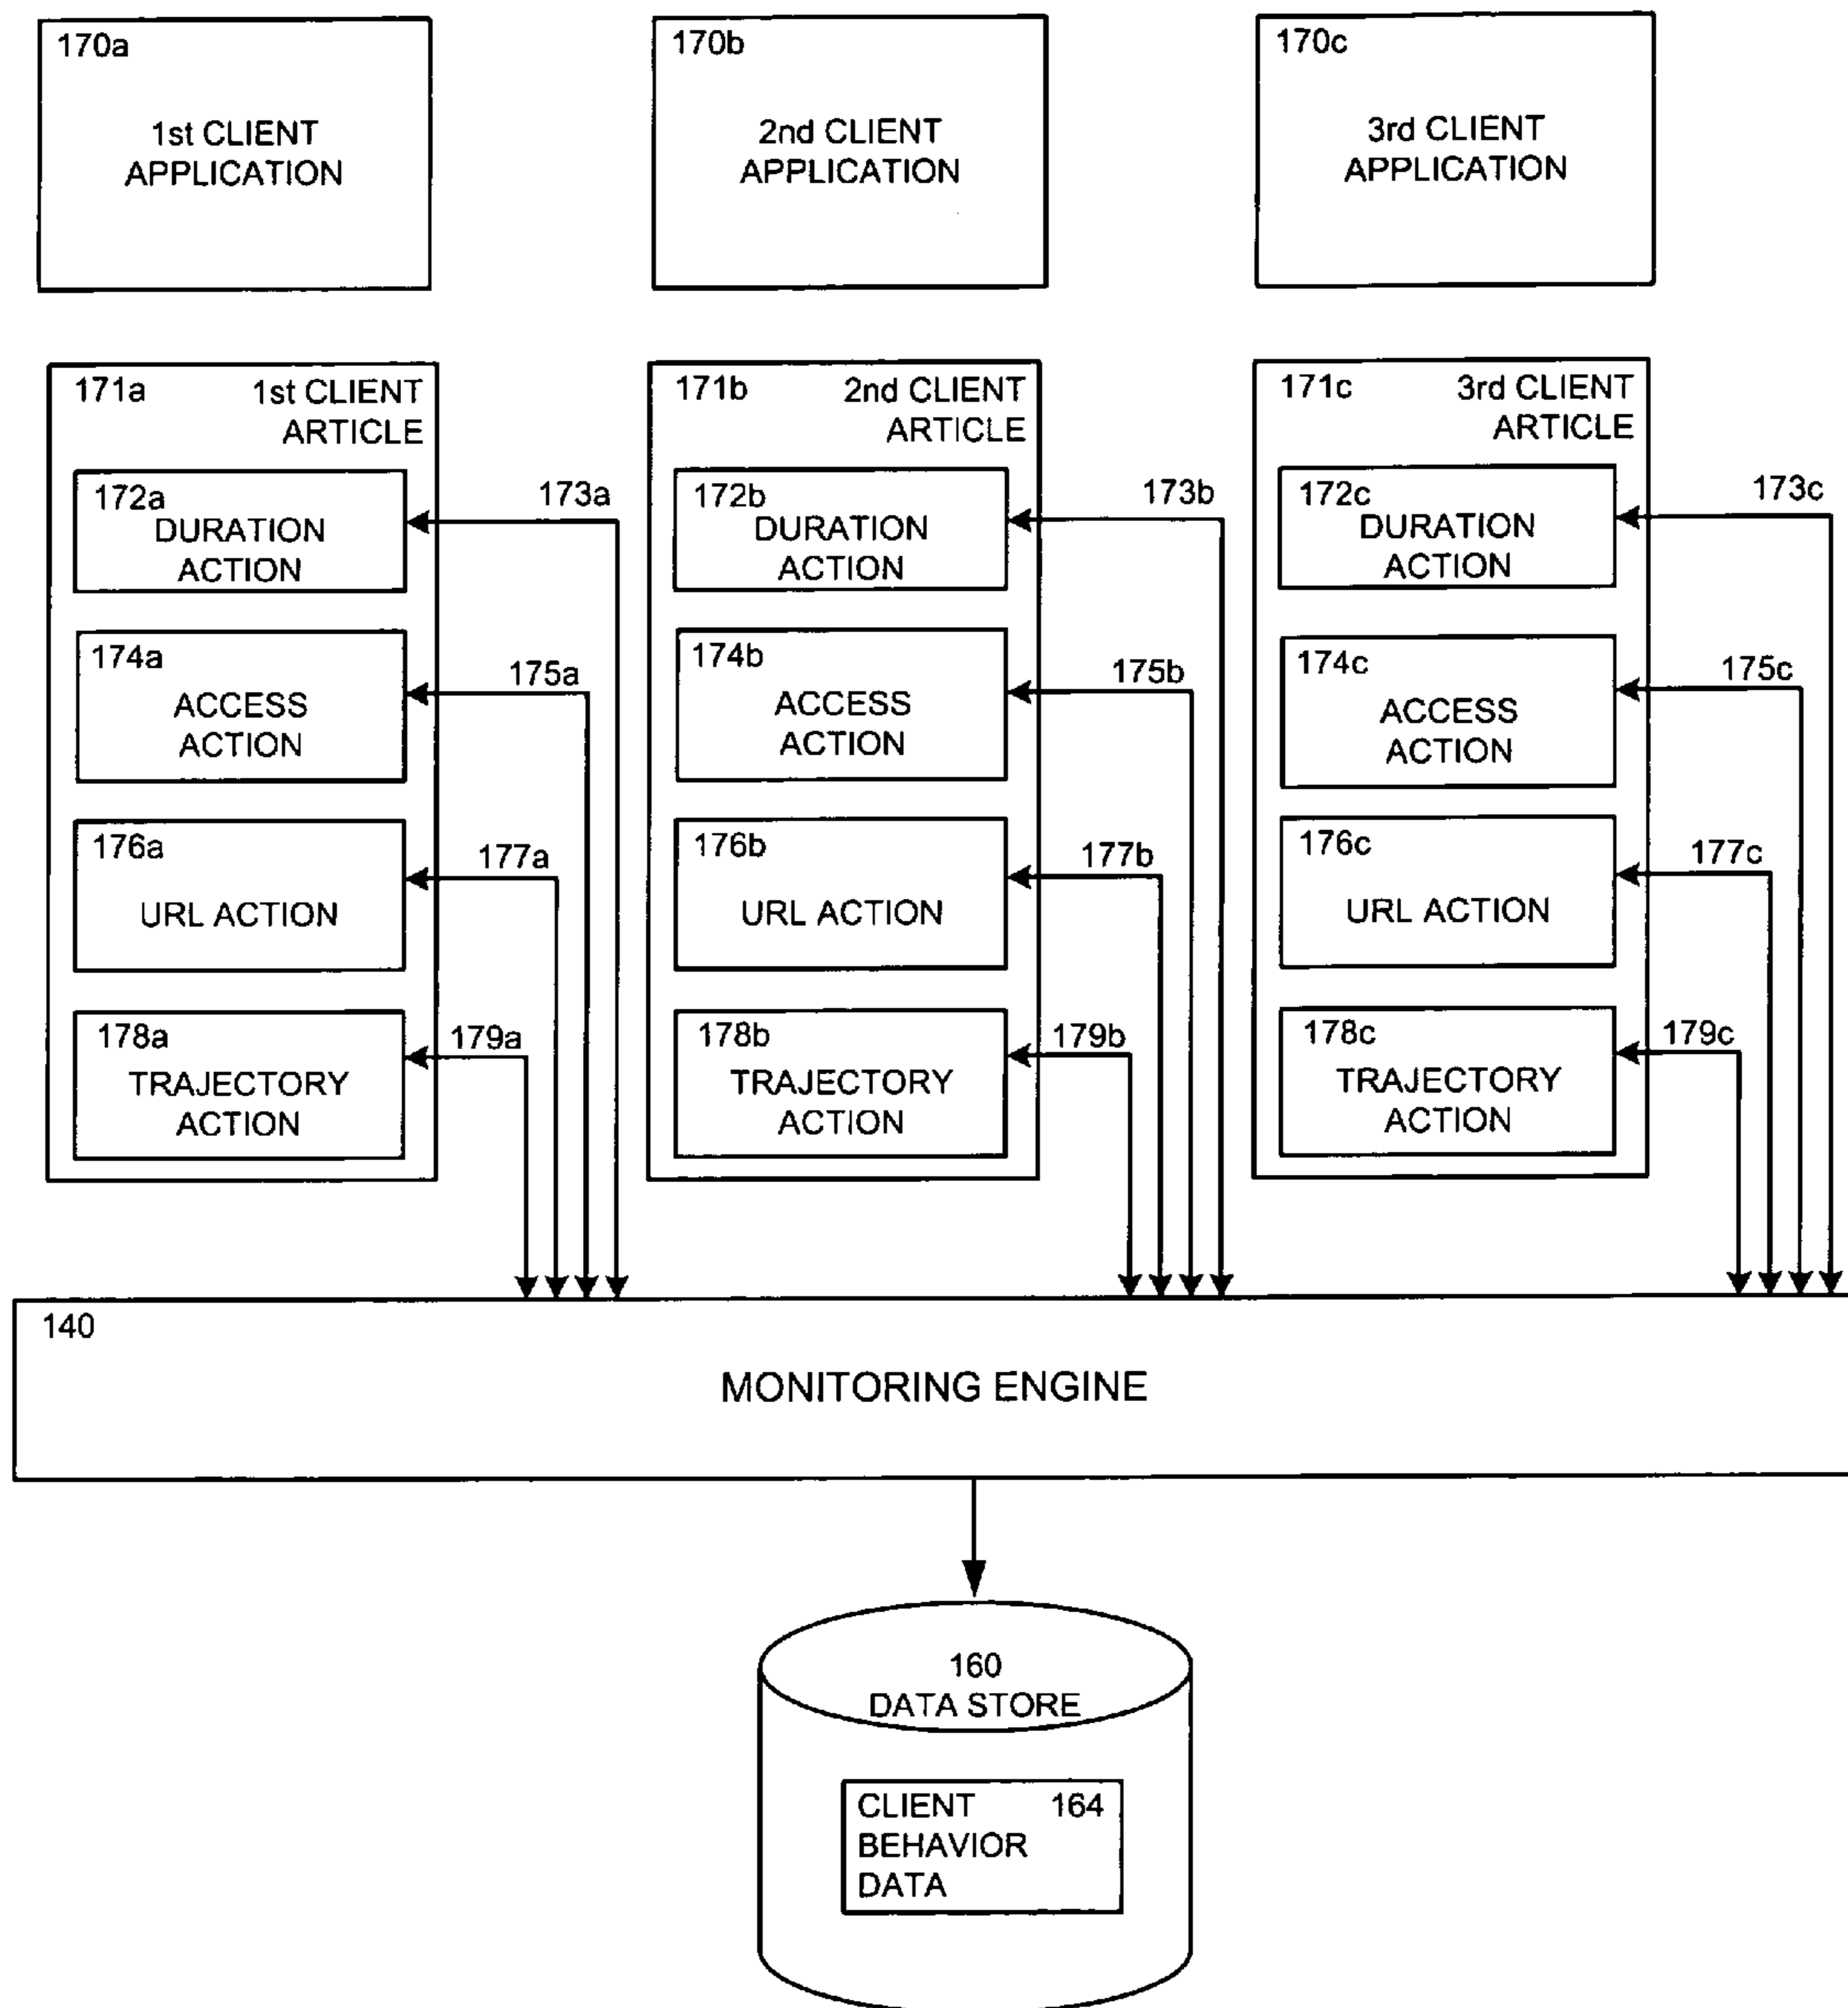 170a
1st CLIENT
APPLICATION
170b
2nd CLIENT
APPLICATION
170c
3rd CLIENT
APPLICATION
171a
1st CLIENT
ARTICLE
172a
DURATION
ACTION
173a
174a
ACCESS
ACTION
175a
176a
URL ACTION
177a
178a
TRAJECTORY
ACTION
179a
171b
2nd CLIENT
ARTICLE
172b
DURATION
ACTION
173b
174b
ACCESS
ACTION
175b
176b
URL ACTION
177b
178b
TRAJECTORY
ACTION
179b
171c
3rd CLIENT
ARTICLE
172c
DURATION
ACTION
173c
174c
ACCESS
ACTION
175c
176c
URL ACTION
177c
178c
TRAJECTORY
ACTION
179c
140
MONITORING ENGINE
160
DATA STORE
CLIENT 164
BEHAVIOR
DATA